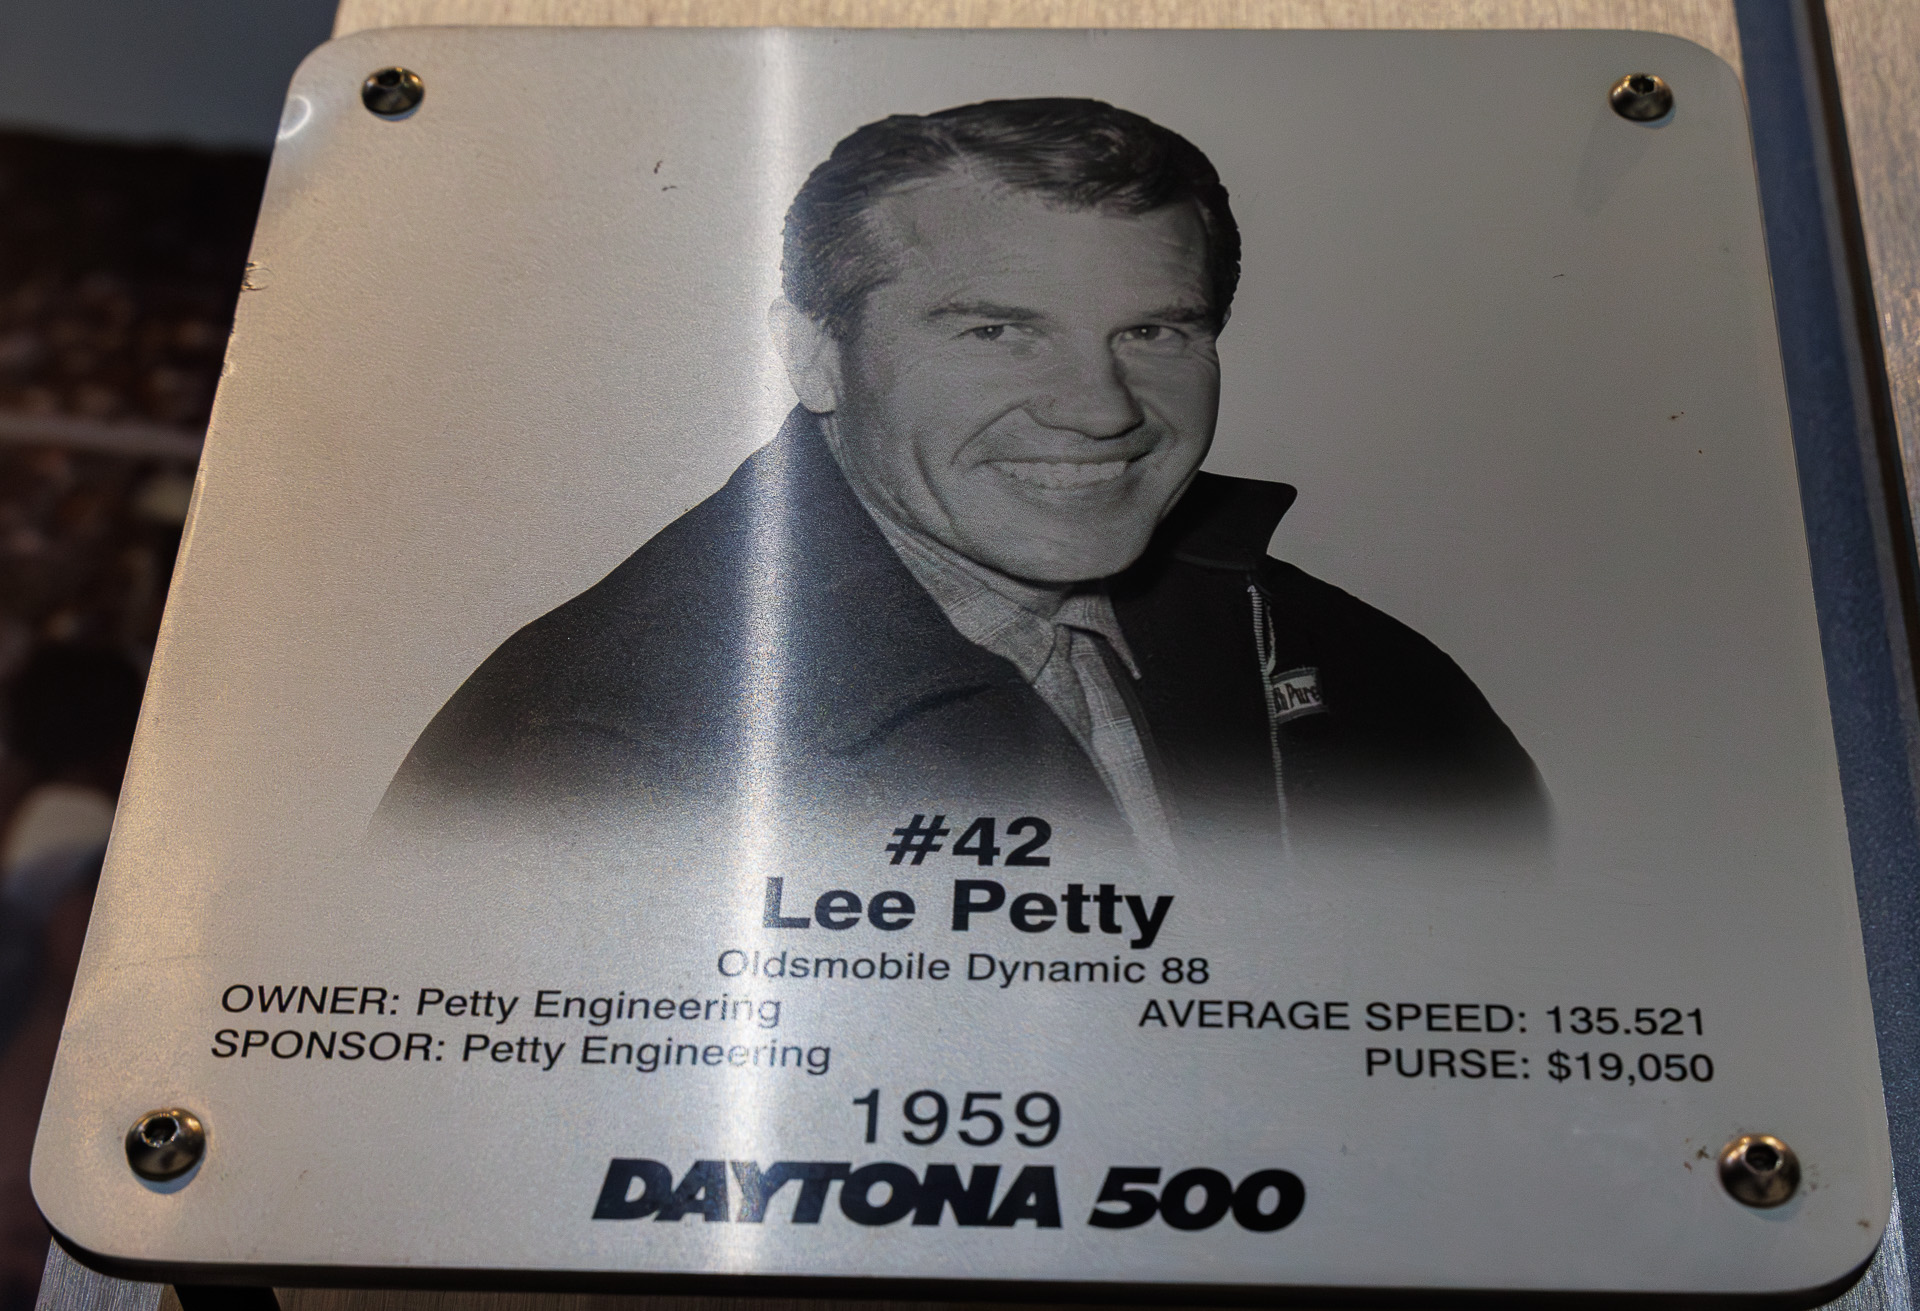 Pure
#42
Lee Petty
Oldsmobile Dynamic 88
OWNER: Petty Engineering
SPONSOR: Petty Engineering
AVERAGE SPEED: 135.521
PURSE: $19,050
1959
DAYTONA 500